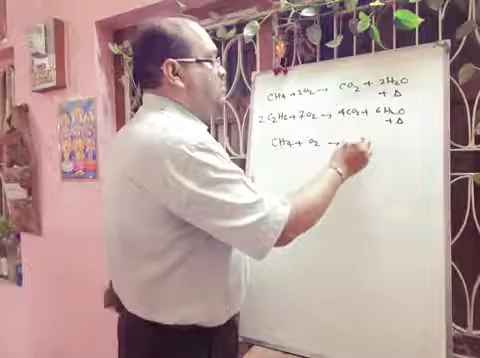 CH4 + 2O2 → CO2 + 2H2O
+ Δ
2C2H6 + 7O2 → 4CO2 + 6H2O
+ Δ
CH4 + O2 →